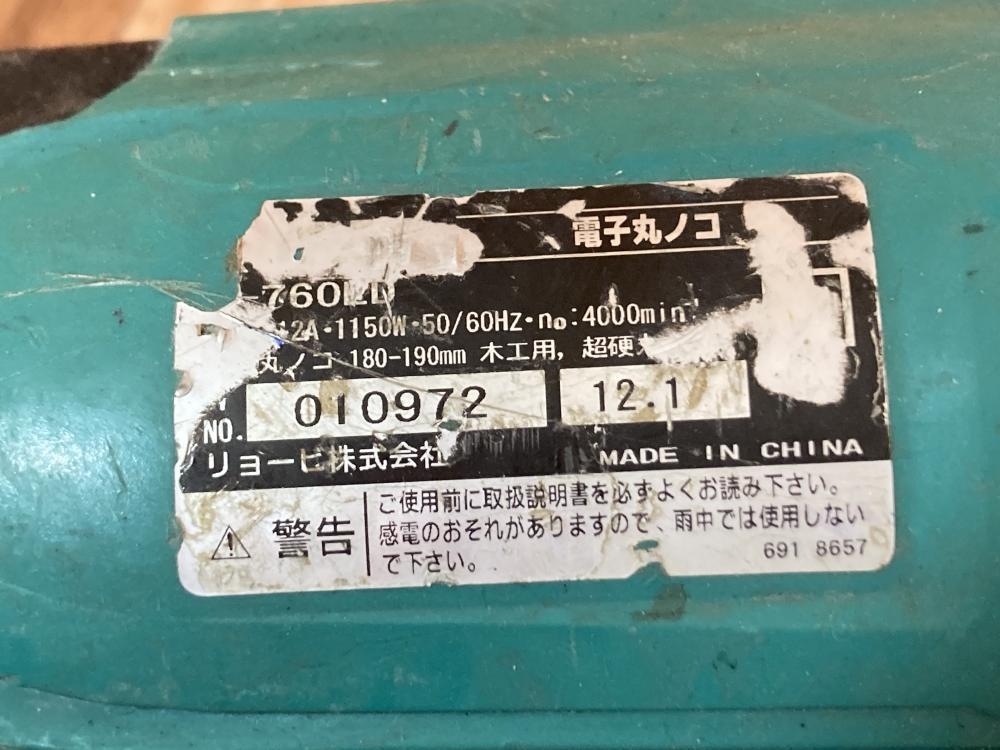 電子丸ノコ
760ED
12A・1150W・50/60Hz・n₀:4000min
丸ノコ 180-190mm 木工用, 超硬
NO. 010972 12.1
リョービ株式会社 MADE IN CHINA
警告
ご使用前に取扱説明書を必ずよくお読み下さい。
感電のおそれがありますので、雨中では使用しない
で下さい。
691 8657